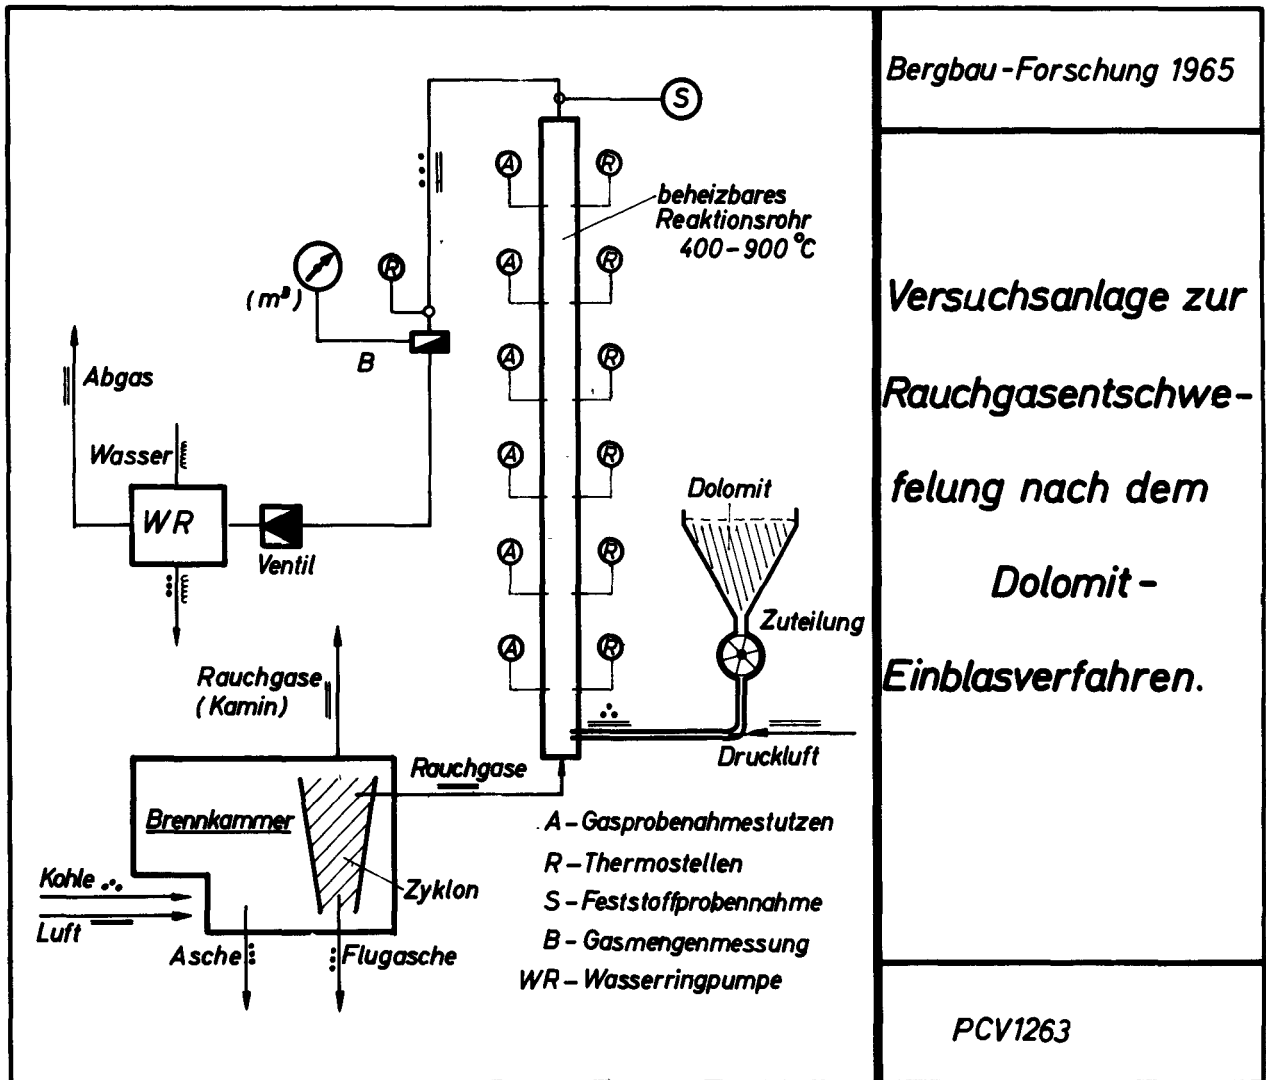 Bergbau-Forschung 1965
Versuchsanlage zur
Rauchgasentschwe-
felung nach dem
Dolomit-
Einblasverfahren.
PCV1263
S
A
R
beheizbares
Reaktionsrohr
400-900 °C
A
R
R
(m³)
B
A
R
Abgas
Wasser
WR
Ventil
A
R
Dolomit
A
R
Zuteilung
A
R
Rauchgase
(Kamin)
Druckluft
Rauchgase
Brennkammer
Kohle
Zyklon
Luft
Asche
Flugasche
A-Gasprobenahmestutzen
R-Thermostellen
S-Feststoffprobennahme
B-Gasmengenmessung
WR-Wasserringpumpe